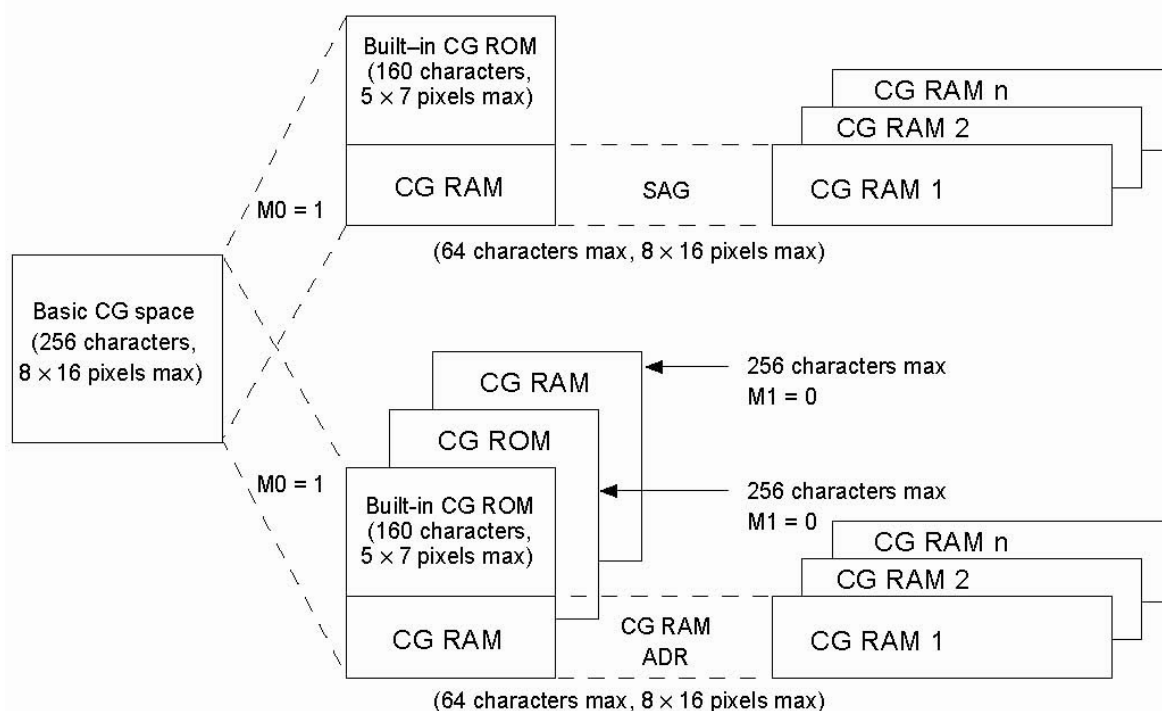 Built–in CG ROM
(160 characters,
5 × 7 pixels max)
CG RAM
M0 = 1
SAG
CG RAM n
CG RAM 2
CG RAM 1
(64 characters max, 8 × 16 pixels max)
Basic CG space
(256 characters,
8 × 16 pixels max)
CG RAM
256 characters max
M1 = 0
CG ROM
M0 = 1
256 characters max
M1 = 0
Built-in CG ROM
(160 characters,
5 × 7 pixels max)
CG RAM
CG RAM
ADR
CG RAM n
CG RAM 2
CG RAM 1
(64 characters max, 8 × 16 pixels max)